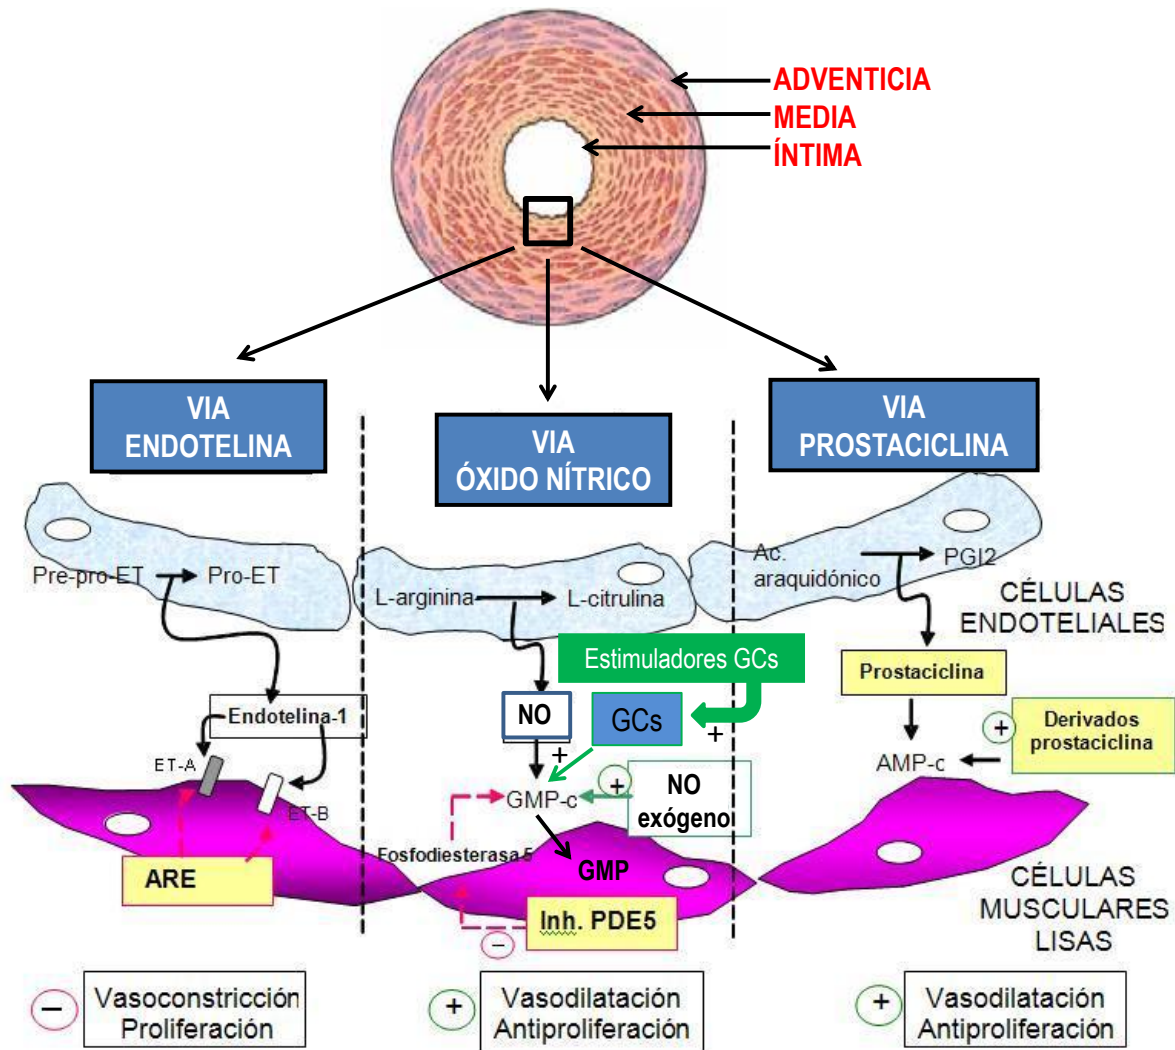 ADVENTICIA
MEDIA
ÍNTIMA
VIA
ENDOTELINA
VIA
ÓXIDO NÍTRICO
VIA
PROSTACICLINA
Pre-pro-ET
Pro-ET
L-arginina
L-citrulina
Ac.
araquidónico
PGI2
CÉLULAS
ENDOTELIALES
Endotelina-1
ET-A
ET-B
ARE
Estimuladores GCs
NO
GCs
+
+
GMP-c
+
NO
exógeno
Fosfodiesterasa 5
GMP
Inh. PDE5
−
Prostaciclina
AMP-c
+
Derivados
prostaciclina
CÉLULAS
MUSCULARES
LISAS
−
Vasoconstricción
Proliferación
+
Vasodilatación
Antiproliferación
+
Vasodilatación
Antiproliferación